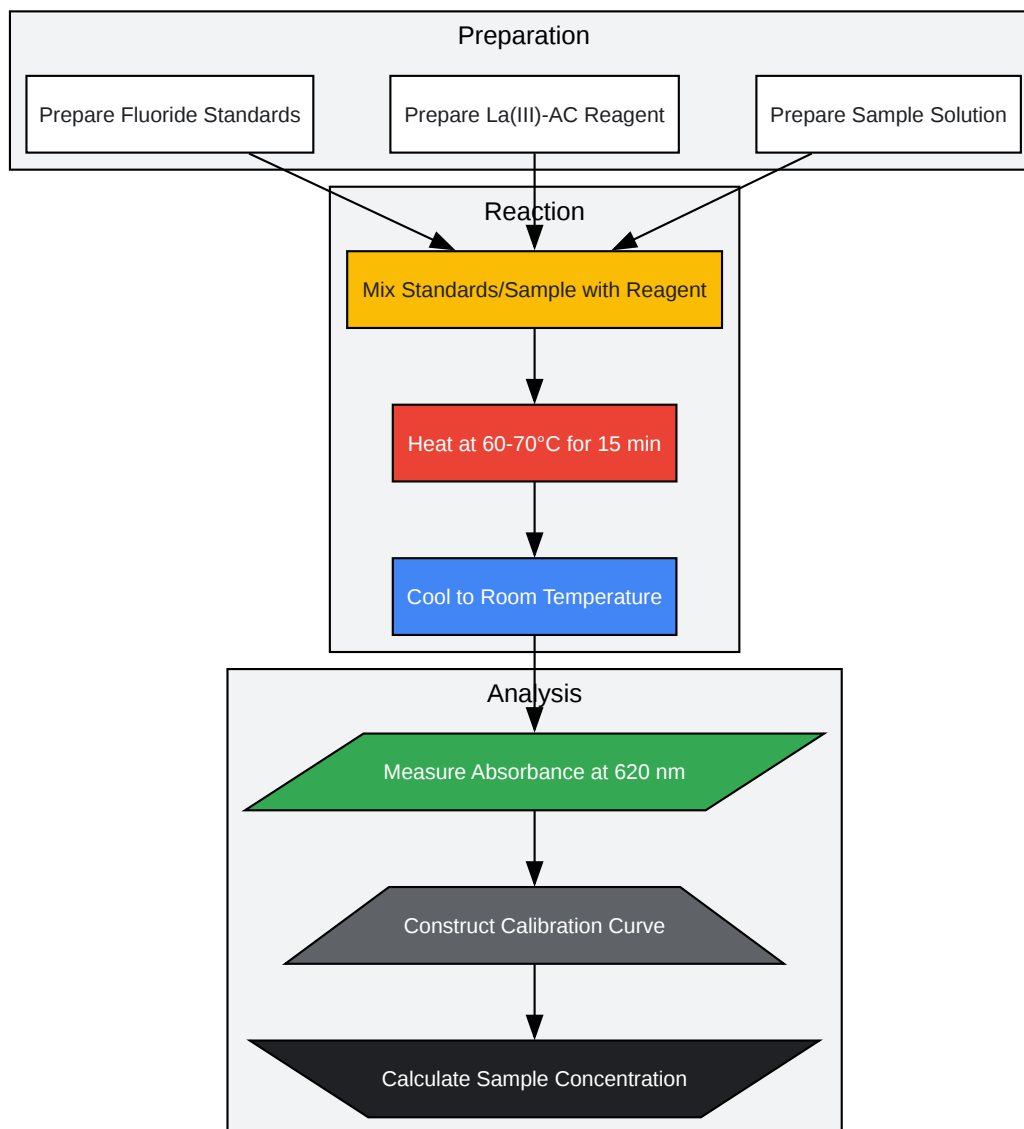 Preparation
Prepare Fluoride Standards
Prepare La(III)-AC Reagent
Prepare Sample Solution
Reaction
Mix Standards/Sample with Reagent
Heat at 60-70°C for 15 min
Cool to Room Temperature
Analysis
Measure Absorbance at 620 nm
Construct Calibration Curve
Calculate Sample Concentration